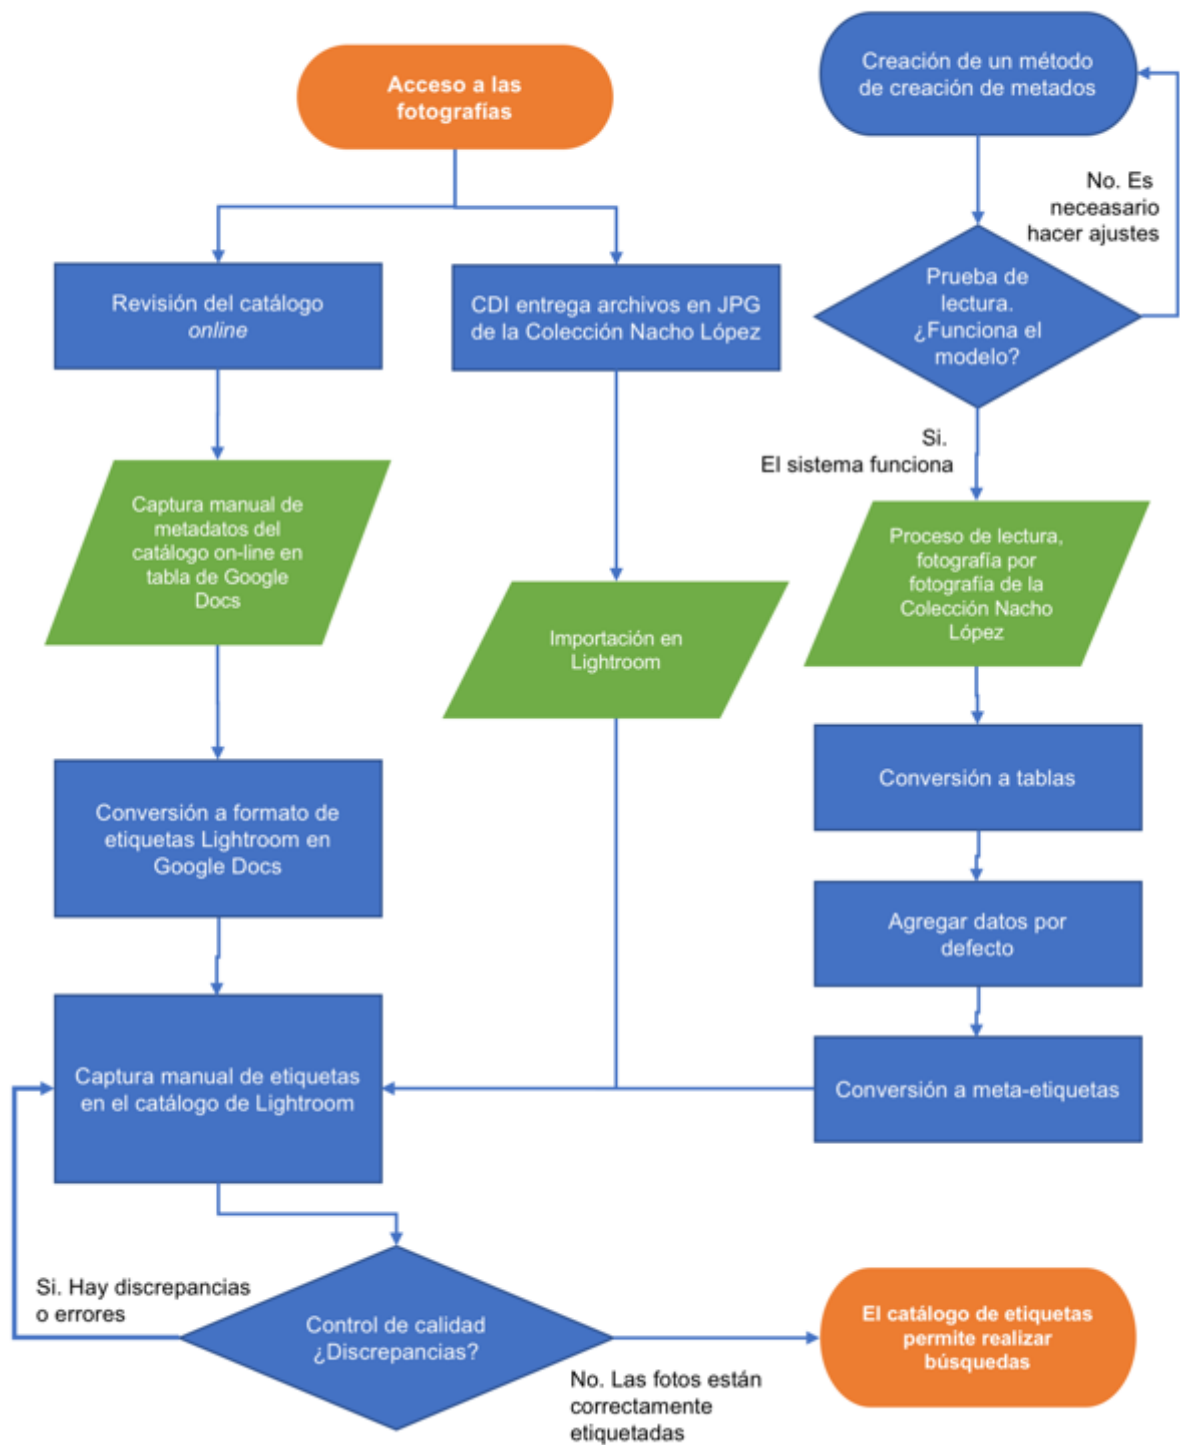 Acceso a las
fotografías
Revisión del catálogo
online
CDI entrega archivos en JPG
de la Colección Nacho López
Captura manual de
metadatos del
catálogo on-line en
tabla de Google
Docs
Importación en
Lightroom
Conversión a formato de
etiquetas Lightroom en
Google Docs
Captura manual de etiquetas
en el catálogo de Lightroom
Si. Hay discrepancias
o errores
Control de calidad
¿Discrepancias?
No. Las fotos están
correctamente
etiquetadas
Creación de un método
de creación de metados
No. Es
neceasario
hacer ajustes
Prueba de
lectura.
¿Funciona el
modelo?
Si.
El sistema funciona
Proceso de lectura,
fotografía por
fotografía de la
Colección Nacho
López
Conversión a tablas
Agregar datos por
defecto
Conversión a meta-etiquetas
El catálogo de etiquetas
permite realizar
búsquedas